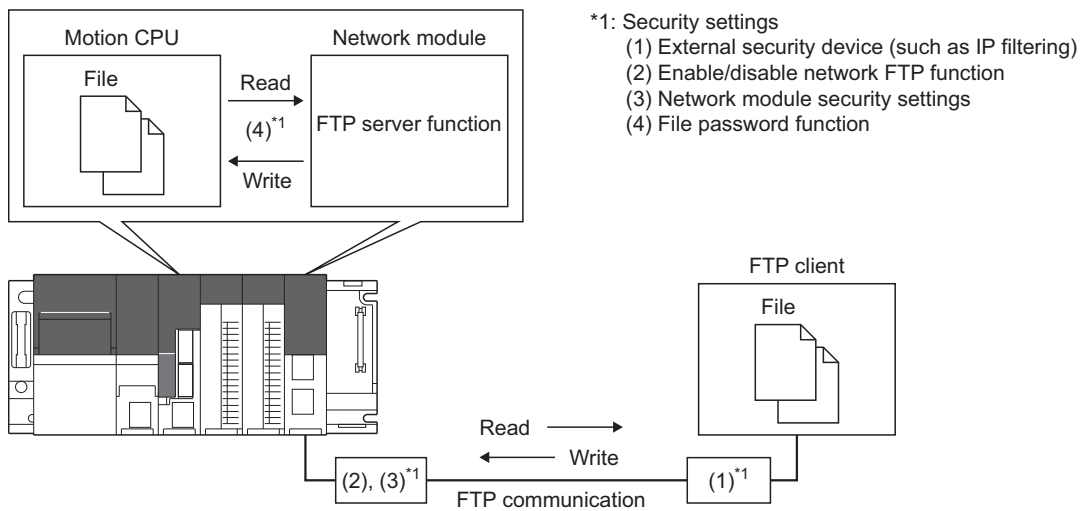 Motion CPU
Network module
File
Read
(4)*1
Write
FTP server function
*1: Security settings
(1) External security device (such as IP filtering)
(2) Enable/disable network FTP function
(3) Network module security settings
(4) File password function
FTP client
File
Read
Write
(2), (3)*1
(1)*1
FTP communication